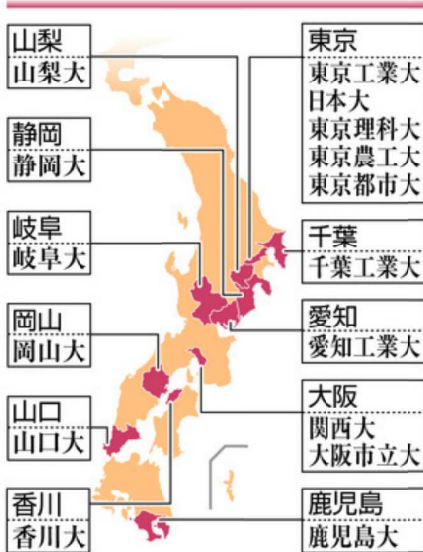 山梨
山梨大
静岡
静岡大
岐阜
岐阜大
岡山
岡山大
山口
山口大
香川
香川大
東京
東京工業大
日本大
東京理科大
東京農工大
東京都市大
千葉
千葉工業大
愛知
愛知工業大
大阪
関西大
大阪市立大
鹿児島
鹿児島大